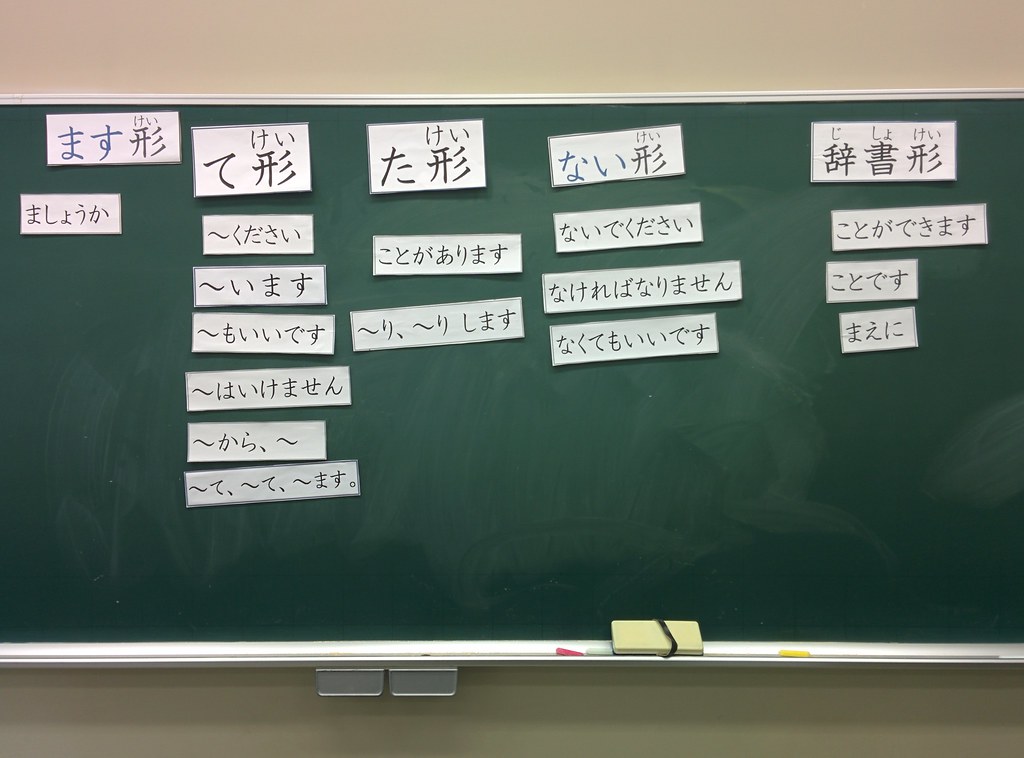 ます形
けい
ましょうか
て形
けい
～ください
～います
～もいいです
～はいけません
～から、～
～て、～て、～ます。
た形
けい
ことがあります
～り、～り します
ない形
けい
ないでください
なければなりません
なくてもいいです
辞書形
じ しょ けい
ことができます
ことです
まえに